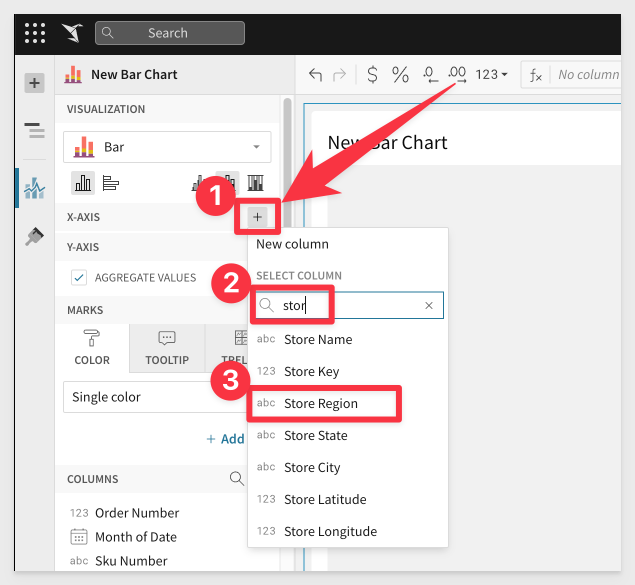 Search
New Bar Chart
$ % .0 .00 123
fx No column
VISUALIZATION
Bar
New Bar Chart
1
X-AXIS
+
Y-AXIS
New column
AGGREGATE VALUES
2
SELECT COLUMN
stor
MARKS
COLOR
TOOLTIP
TREL
abc Store Name
123 Store Key
3
abc Store Region
Single color
abc Store State
+ Add
abc Store City
COLUMNS
123 Store Latitude
123 Order Number
123 Store Longitude
Month of Date
abc Sku Number